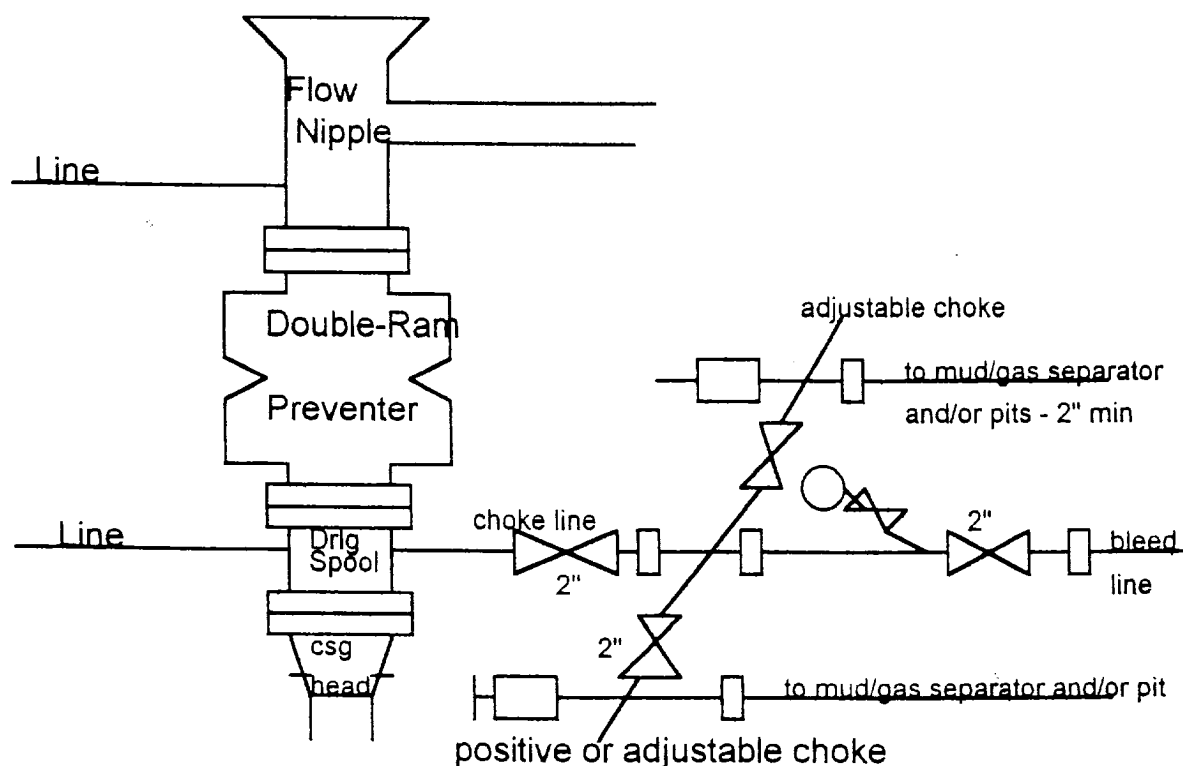 Flow
Nipple
Line
Double-Ram
Preventer
adjustable choke
to mud/gas separator
and/or pits - 2" min
Line
Drlg
Spool
choke line
2"
2"
bleed
line
csg
head
2"
to mud/gas separator and/or pit
positive or adjustable choke